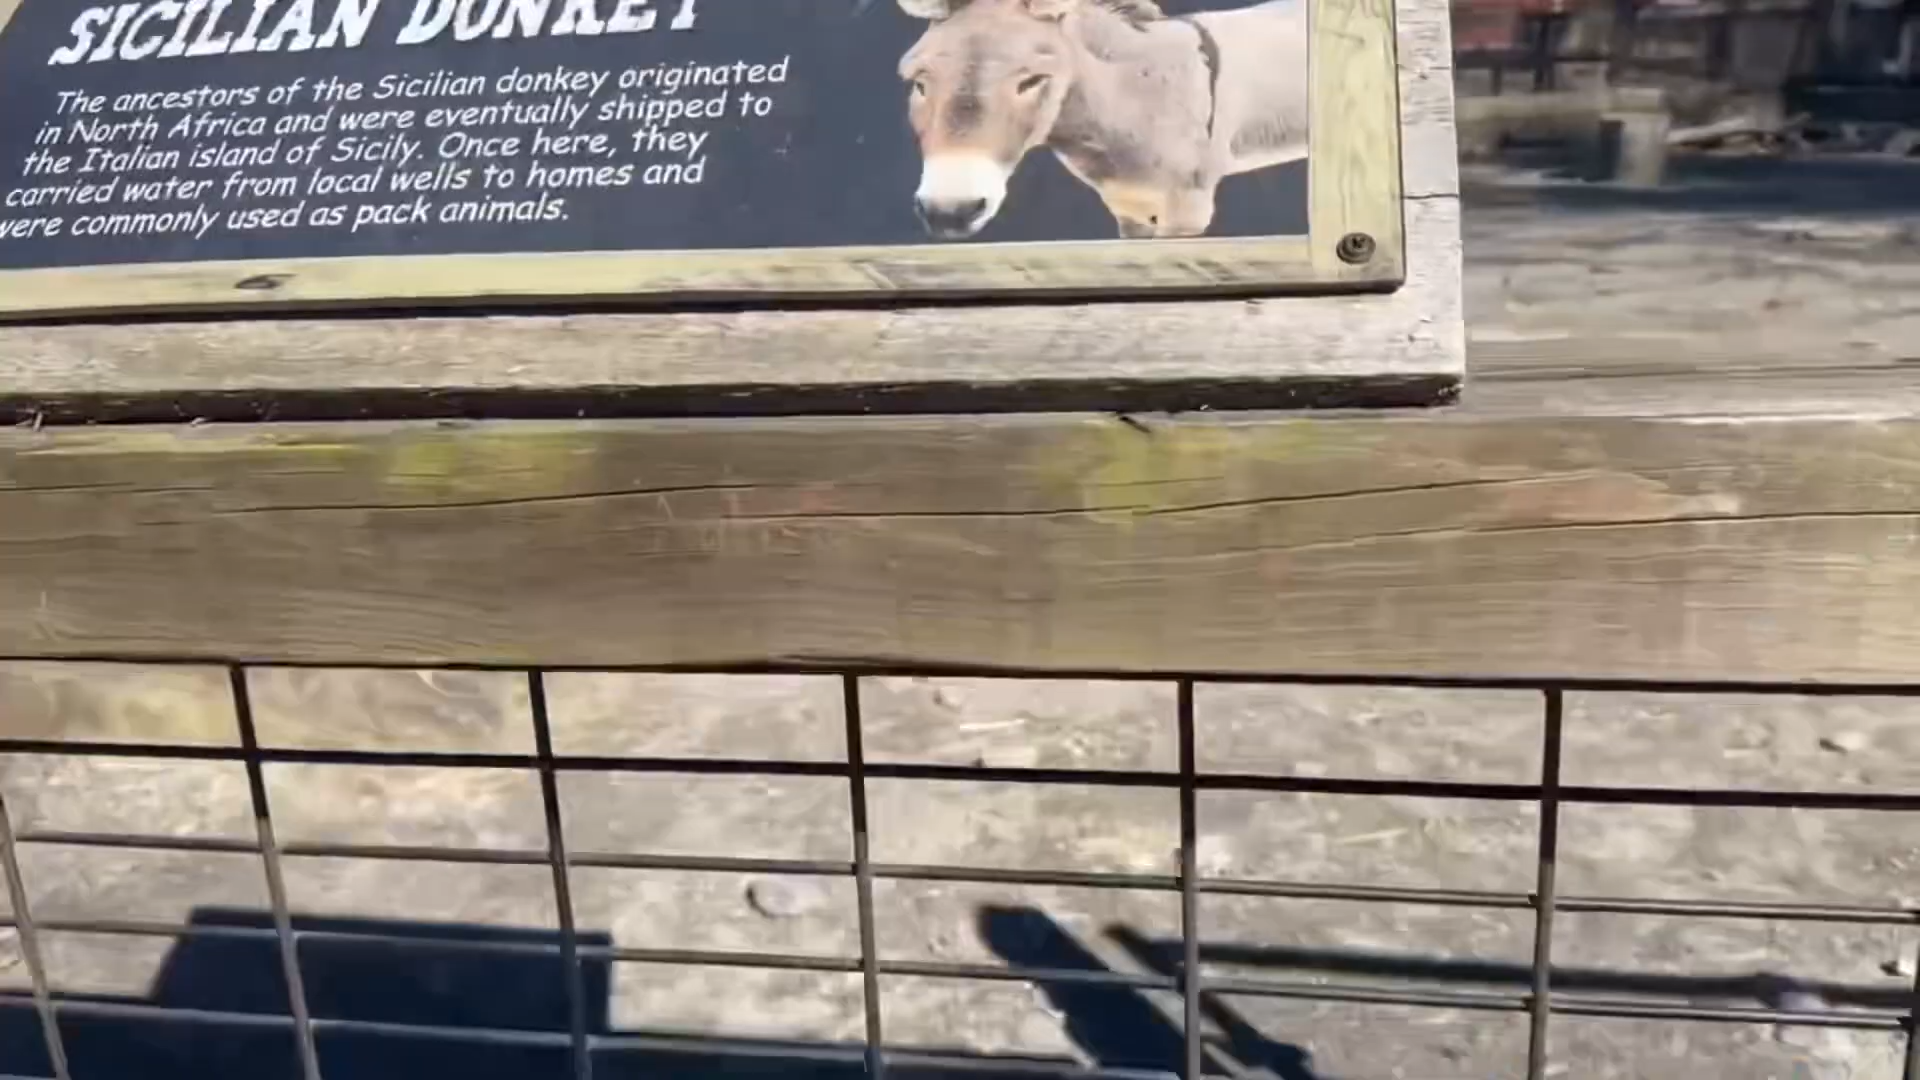 SICILIAN DONKEY
The ancestors of the Sicilian donkey originated
in North Africa and were eventually shipped to
the Italian island of Sicily. Once here, they
carried water from local wells to homes and
were commonly used as pack animals.